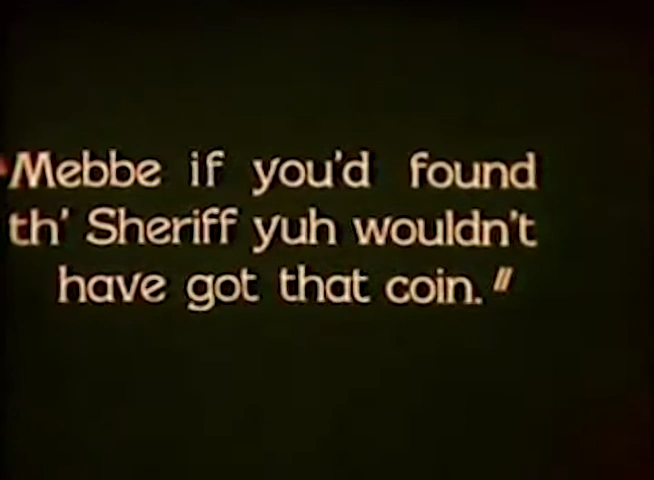 "Mebbe if you'd found
th' Sheriff yuh wouldn't
have got that coin."